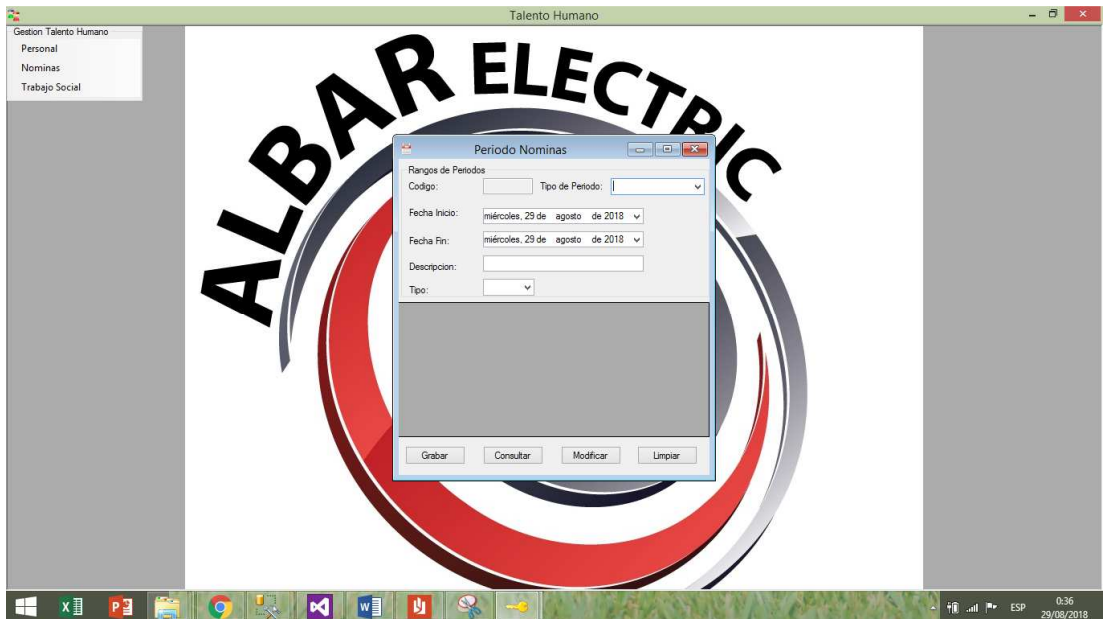 Talento Humano
Gestion Talento Humano
Personal
Nominas
Trabajo Social
ALBAR ELECTRIC
Periodo Nominas
Rangos de Periodos
Codigo: Tipo de Periodo:
Fecha Inicio: miércoles, 29 de agosto de 2018
Fecha Fin: miércoles, 29 de agosto de 2018
Descripcion:
Tipo:
Grabar Consultar Modificar Limpiar
ESP 0:36
29/08/2018